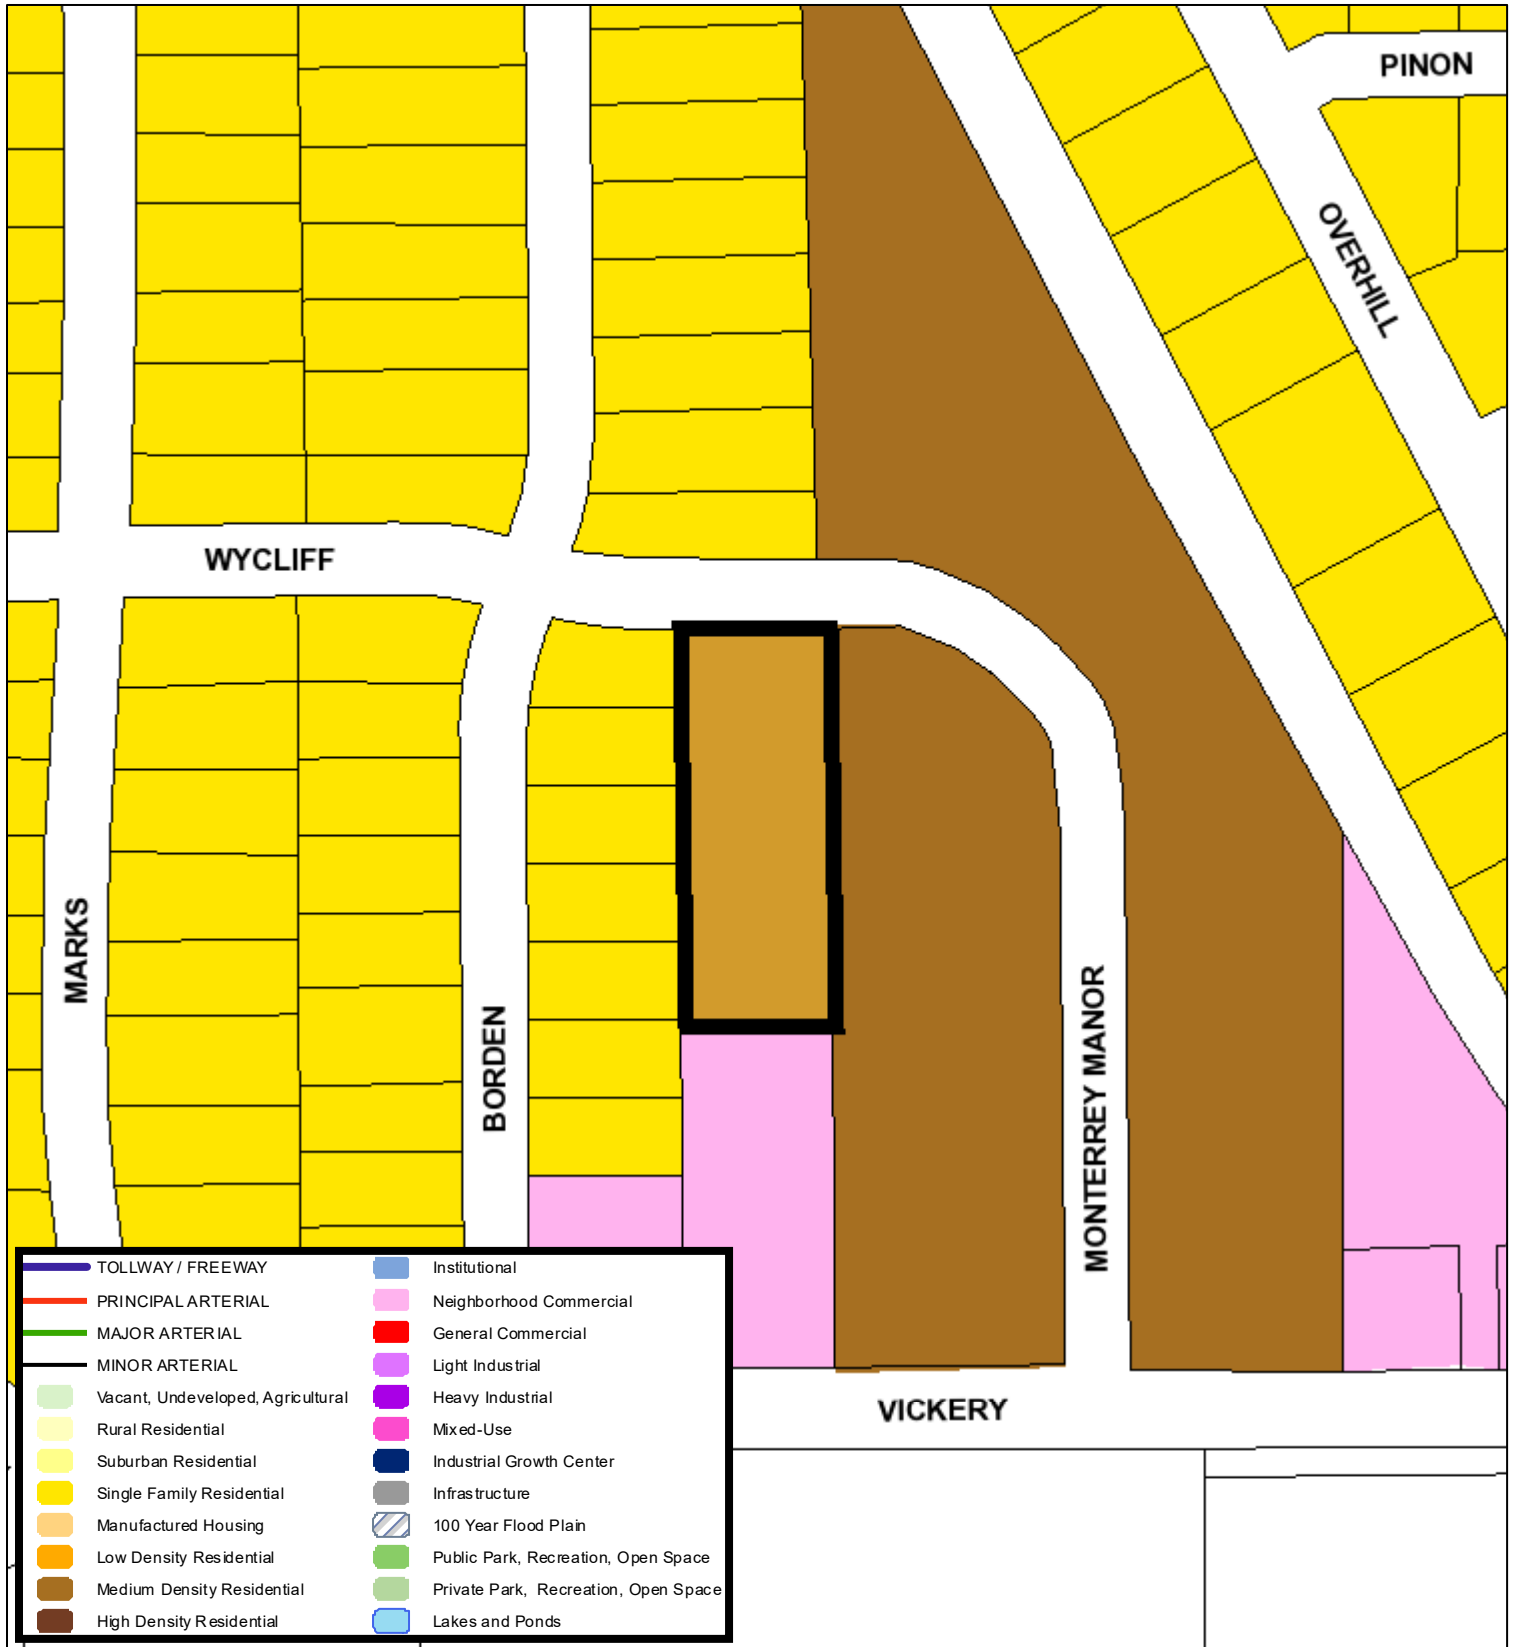 PINON
OVERHILL
WYCLIFF
MARKS
BORDEN
MONTERREY MANOR
VICKERY
TOLLWAY / FREEWAY
PRINCIPAL ARTERIAL
MAJOR ARTERIAL
MINOR ARTERIAL
Vacant, Undeveloped, Agricultural
Rural Residential
Suburban Residential
Single Family Residential
Manufactured Housing
Low Density Residential
Medium Density Residential
High Density Residential
Institutional
Neighborhood Commercial
General Commercial
Light Industrial
Heavy Industrial
Mixed-Use
Industrial Growth Center
Infrastructure
100 Year Flood Plain
Public Park, Recreation, Open Space
Private Park, Recreation, Open Space
Lakes and Ponds